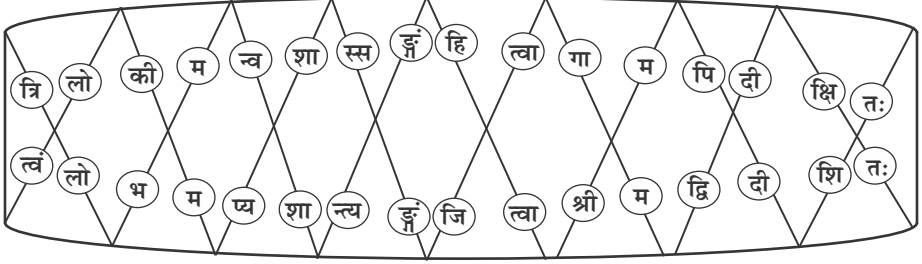 त्रि लो की म न्व शा स्स ङ्गं हि त्वा गा म पि दी क्षि तः
त्वं लो भ म प्य शा न्त्य ङ्गं जि त्वा श्री म द्वि दी शि तः